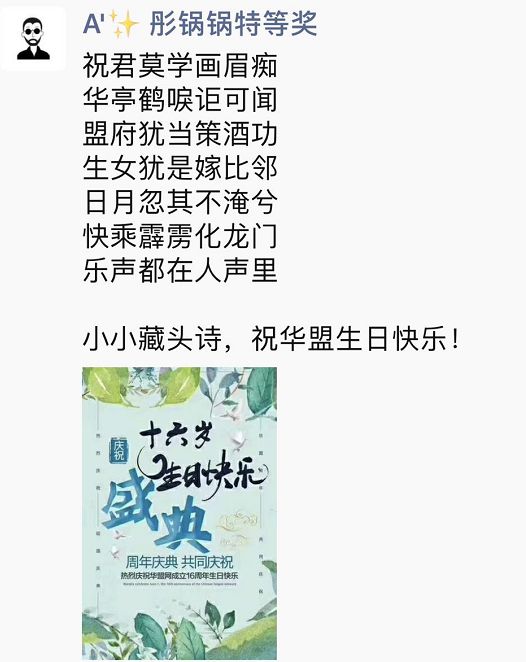 A'✨ 彤锅锅特等奖
祝君莫学画眉痴
华亭鹤唳讵可闻
盟府犹当策酒功
生女犹是嫁比邻
日月忽其不淹兮
快乘霹雳化龙门
乐声都在人声里
小小藏头诗，祝华盟生日快乐！
庆祝
十六岁
生日快乐
盛典
周年庆典 共同庆祝
热烈庆祝华盟网成立16周年生日快乐